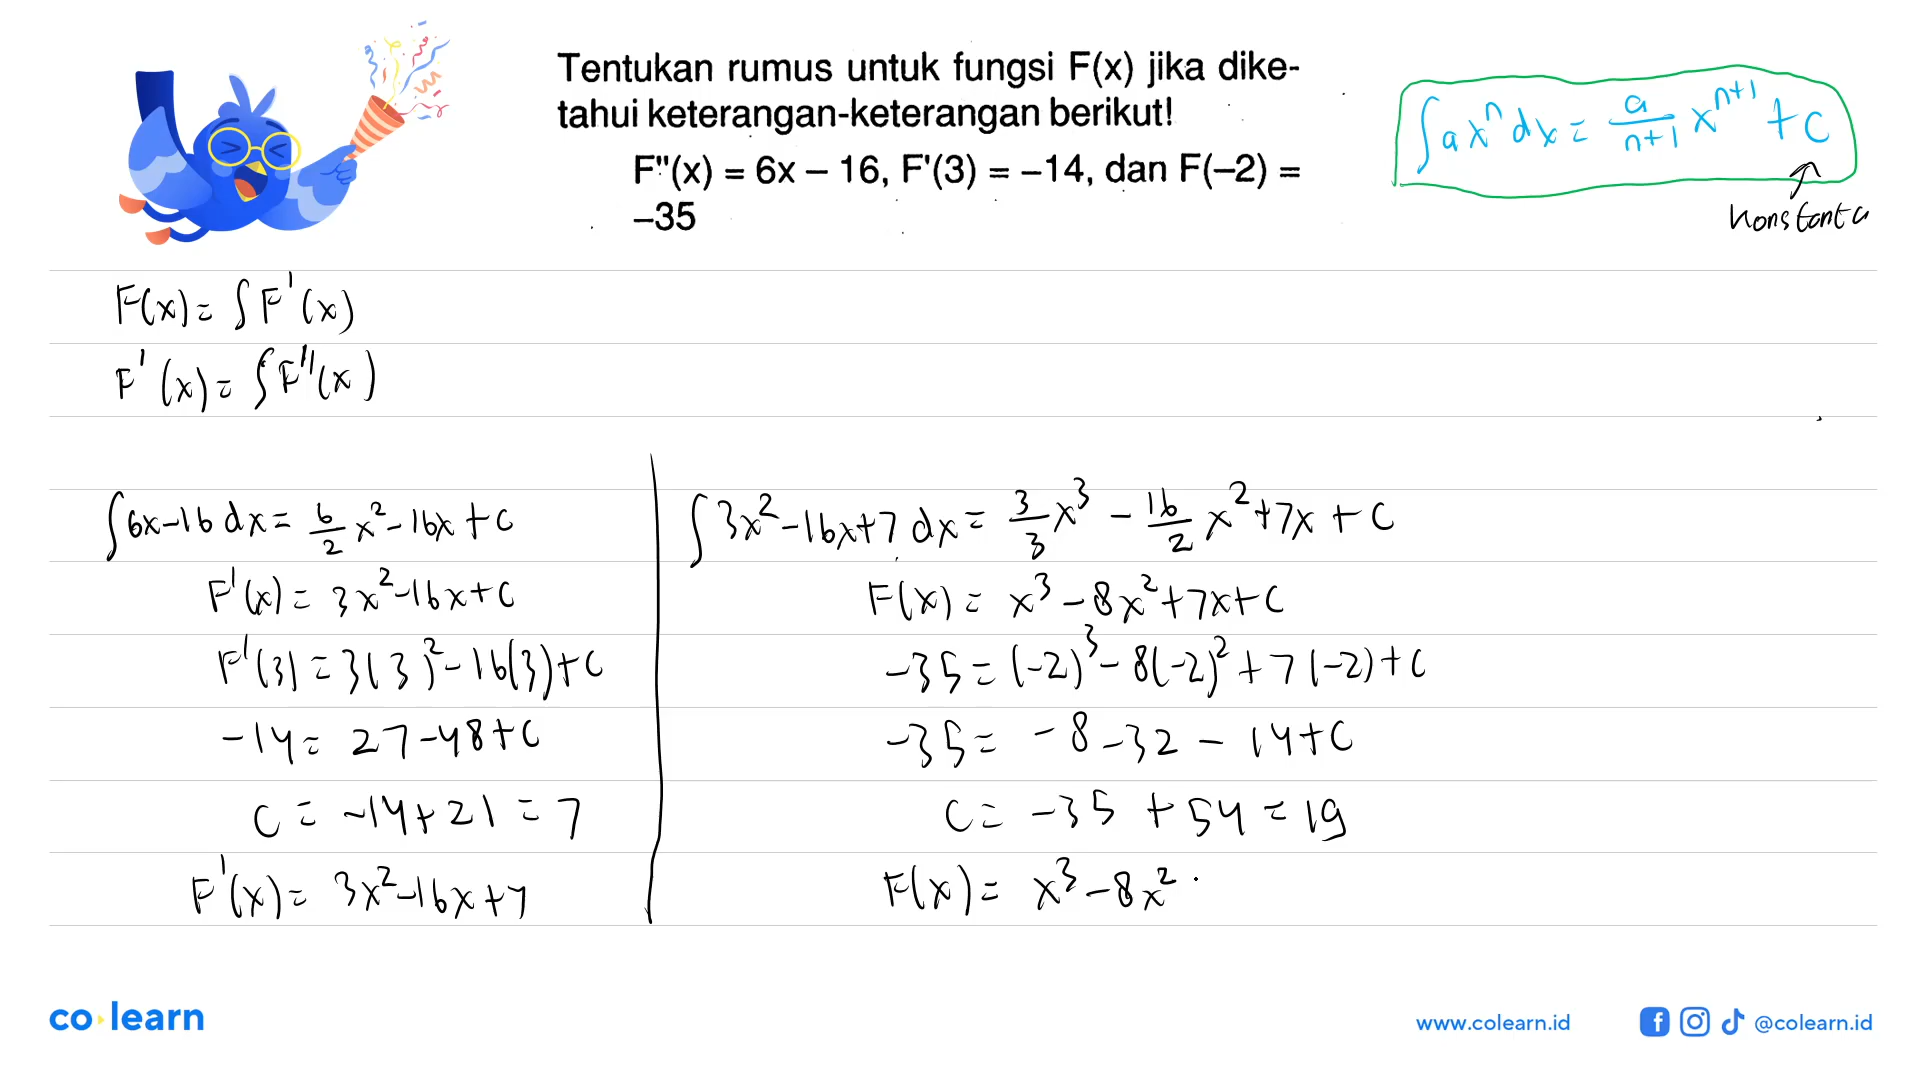 Tentukan rumus untuk fungsi F(x) jika dike-
tahui keterangan-keterangan berikut!
F"(x) = 6x – 16, F'(3) = –14, dan F(–2) =
–35
∫ax^n dx = a/(n+1) x^(n+1) + c
konstanta
F(x) = ∫F'(x)
F'(x) = ∫F''(x)
∫6x-16 dx = 6/2 x² - 16x + c
F'(x) = 3x² - 16x + c
F'(3) = 3(3)² - 16(3) + c
-14 = 27 - 48 + c
c = -14 + 21 = 7
F'(x) = 3x² - 16x + 7
∫3x² - 16x + 7 dx = 3/3 x³ - 16/2 x² + 7x + c
F(x) = x³ - 8x² + 7x + c
-35 = (-2)³ - 8(-2)² + 7(-2) + c
-35 = -8 - 32 - 14 + c
c = -35 + 54 = 19
F(x) = x³ - 8x²
co learn
www.colearn.id
@colearn.id